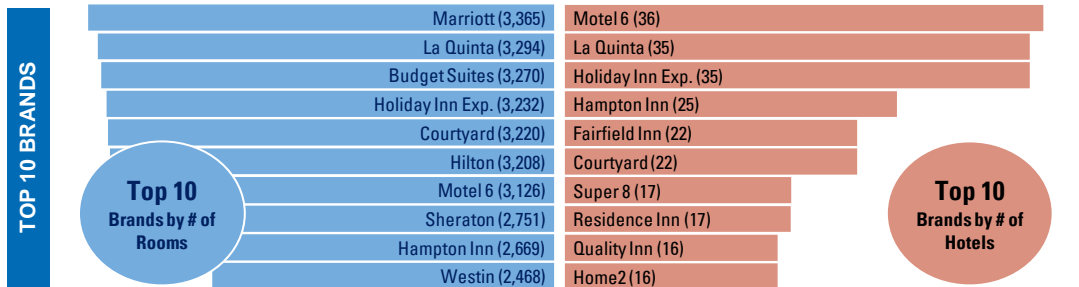 TOP 10 BRANDS
Marriott (3,365)
La Quinta (3,294)
Budget Suites (3,270)
Holiday Inn Exp. (3,232)
Courtyard (3,220)
Hilton (3,208)
Motel 6 (3,126)
Sheraton (2,751)
Hampton Inn (2,669)
Westin (2,468)
Top 10
Brands by # of
Rooms
Motel 6 (36)
La Quinta (35)
Holiday Inn Exp. (35)
Hampton Inn (25)
Fairfield Inn (22)
Courtyard (22)
Super 8 (17)
Residence Inn (17)
Quality Inn (16)
Home2 (16)
Top 10
Brands by # of
Hotels